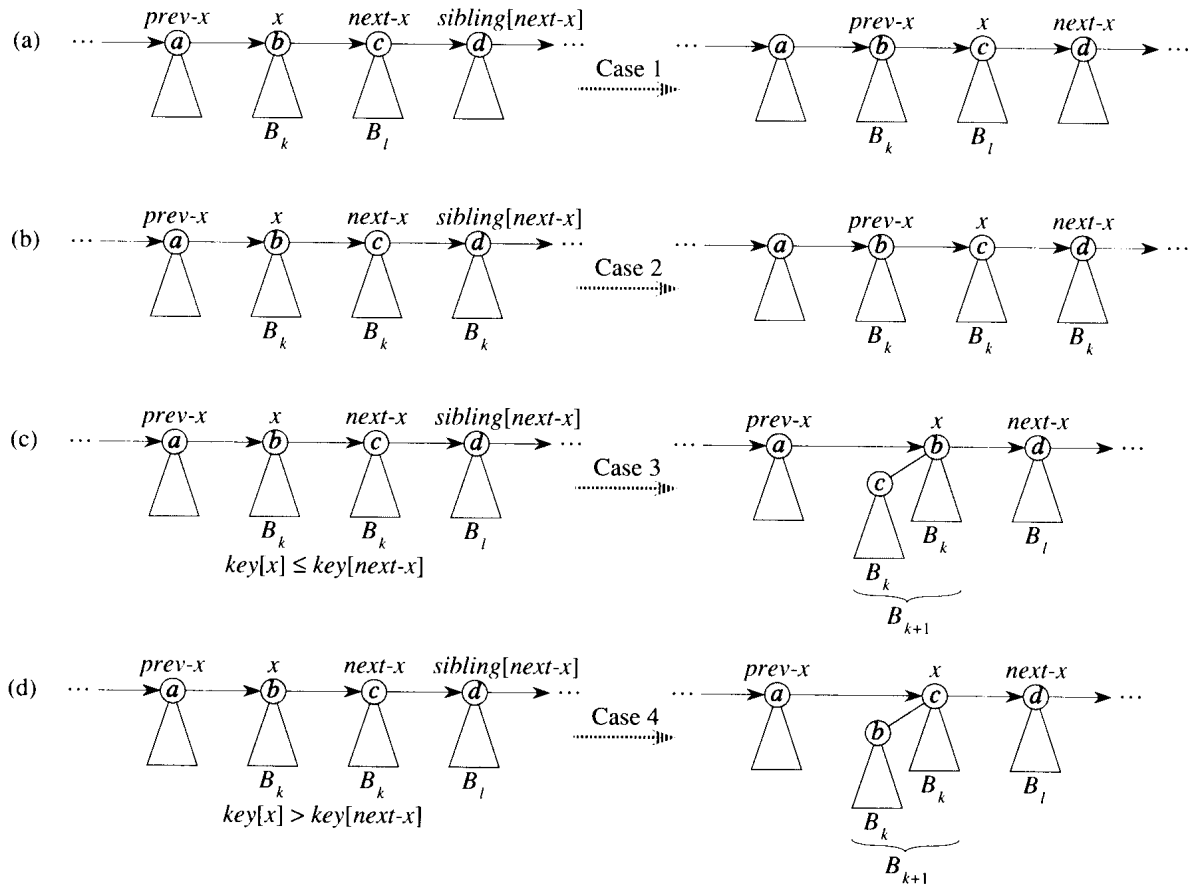 prev-x x next-x sibling[next-x] prev-x x next-x
(a) ··· a b c d ··· Case 1 ··· a b c d ···
B_k B_l B_k B_l
prev-x x next-x sibling[next-x] prev-x x next-x
(b) ··· a b c d ··· Case 2 ··· a b c d ···
B_k B_k B_k B_k B_k B_k
prev-x x next-x sibling[next-x] prev-x x next-x
(c) ··· a b c d ··· Case 3 ··· a b d ···
c
B_k B_k B_l B_k B_l
key[x] ≤ key[next-x]
B_k
B_{k+1}
prev-x x next-x sibling[next-x] prev-x x next-x
(d) ··· a b c d ··· Case 4 ··· a c d ···
b
B_k B_k B_l B_k B_l
key[x] > key[next-x]
B_k
B_{k+1}